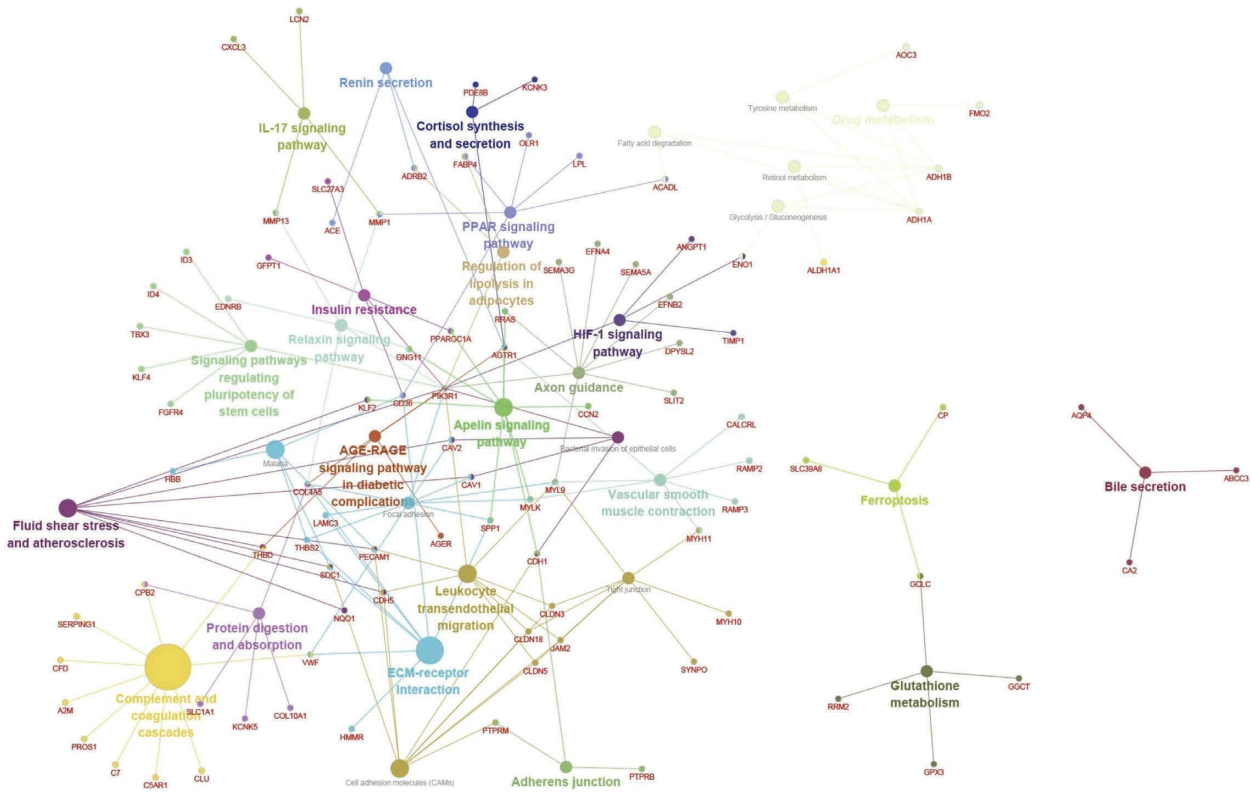 LCN2
CXCL3
AOC3
Renin secretion
PDE8B
KCNK3
Tyrosine metabolism
IL-17 signaling
pathway
Cortisol synthesis
and secretion
Drug metabolism
FMO2
OLR1
Fatty acid degradation
FABP4
LPL
ADRB2
SLC27A3
ACADL
Retinol metabolism
ADH1B
MMP13
ACE
MMP1
PPAR signaling
pathway
Glycolysis / Gluconeogenesis
ADH1A
ANGPT1
EFNA4
ID3
GFPT1
Regulation of
lipolysis in
adipocytes
SEMA3G
SEMA5A
ENO1
ALDH1A1
ID4
EDNRB
Insulin resistance
EFNB2
RRAS
TBX3
Relaxin signaling
pathway
PPARGC1A
HIF-1 signaling
pathway
TIMP1
GNG11
AGTR1
DPYSL2
Signaling pathways
regulating
pluripotency of
stem cells
KLF4
Axon guidance
PIK3R1
CD36
SLIT2
KLF2
FGFR4
CCN2
CP
AQP4
Apelin signaling
pathway
CALCRL
AGE-RAGE
signaling pathway
in diabetic
complications
Bacterial invasion of epithelial cells
CAV2
Malaria
HBB
SLC39A8
RAMP2
ABCC3
COL4A5
CAV1
MYL9
Bile secretion
Ferroptosis
Vascular smooth
muscle contraction
RAMP3
Focal adhesion
MYLK
LAMC3
Fluid shear stress
and atherosclerosis
SPP1
AGER
MYH11
THBS2
THBD
PECAM1
CDH1
SDC1
GCLC
CA2
Leukocyte
transendothelial
migration
Tight junction
CPB2
CDH5
NQO1
CLDN3
MYH10
SERPING1
Protein digestion
and absorption
CLDN18
JAM2
VWF
CFD
ECM-receptor
interaction
CLDN5
SYNPO
Glutathione
metabolism
GGCT
A2M
Complement and
coagulation
cascades
SLC1A1
KCNK5
COL10A1
RRM2
HMMR
PTPRM
PROS1
C7
C5AR1
CLU
Cell adhesion molecules (CAMs)
Adherens junction
PTPRB
GPX3